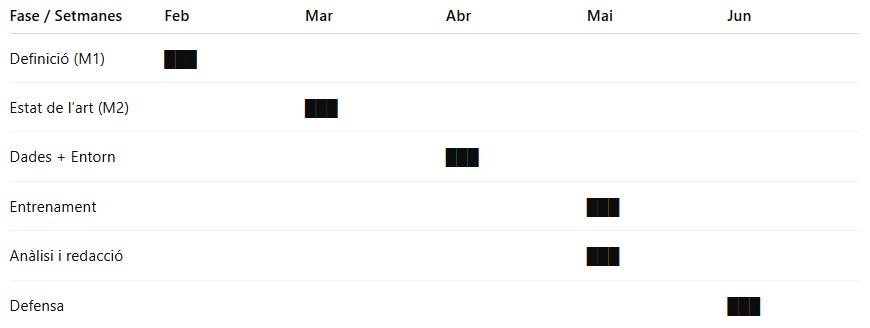 Fase / Setmanes Feb Mar Abr Mai Jun
Definició (M1) ███
Estat de l’art (M2) ███
Dades + Entorn ███
Entrenament ███
Anàlisi i redacció ███
Defensa ███